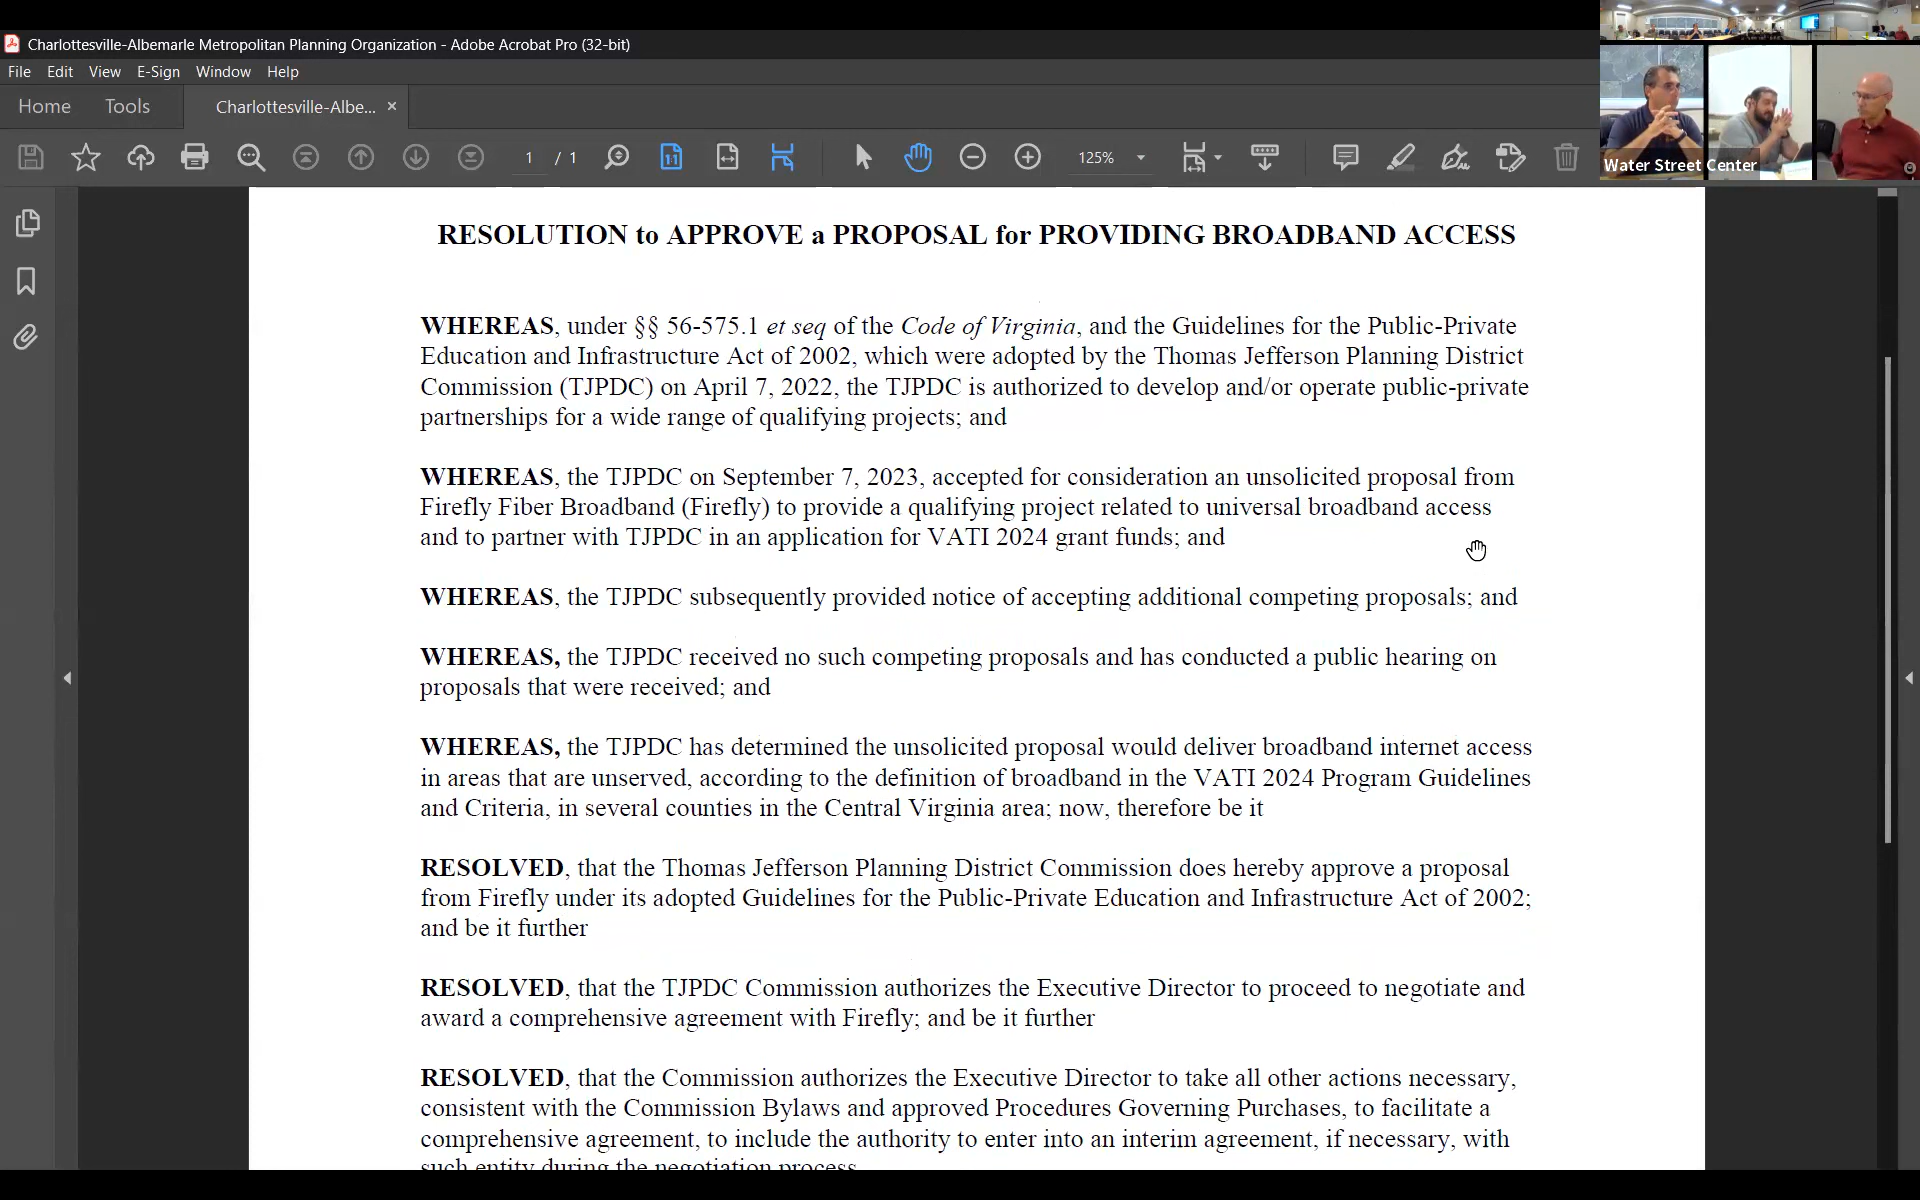 Charlottesville-Albemarle Metropolitan Planning Organization - Adobe Acrobat Pro (32-bit)
File Edit View E-Sign Window Help
Home Tools Charlottesville-Albe... ×
1 / 1 125%
Water Street Center
RESOLUTION to APPROVE a PROPOSAL for PROVIDING BROADBAND ACCESS
WHEREAS, under §§ 56-575.1 et seq of the Code of Virginia, and the Guidelines for the Public-Private
Education and Infrastructure Act of 2002, which were adopted by the Thomas Jefferson Planning District
Commission (TJPDC) on April 7, 2022, the TJPDC is authorized to develop and/or operate public-private
partnerships for a wide range of qualifying projects; and
WHEREAS, the TJPDC on September 7, 2023, accepted for consideration an unsolicited proposal from
Firefly Fiber Broadband (Firefly) to provide a qualifying project related to universal broadband access
and to partner with TJPDC in an application for VATI 2024 grant funds; and
WHEREAS, the TJPDC subsequently provided notice of accepting additional competing proposals; and
WHEREAS, the TJPDC received no such competing proposals and has conducted a public hearing on
proposals that were received; and
WHEREAS, the TJPDC has determined the unsolicited proposal would deliver broadband internet access
in areas that are unserved, according to the definition of broadband in the VATI 2024 Program Guidelines
and Criteria, in several counties in the Central Virginia area; now, therefore be it
RESOLVED, that the Thomas Jefferson Planning District Commission does hereby approve a proposal
from Firefly under its adopted Guidelines for the Public-Private Education and Infrastructure Act of 2002;
and be it further
RESOLVED, that the TJPDC Commission authorizes the Executive Director to proceed to negotiate and
award a comprehensive agreement with Firefly; and be it further
RESOLVED, that the Commission authorizes the Executive Director to take all other actions necessary,
consistent with the Commission Bylaws and approved Procedures Governing Purchases, to facilitate a
comprehensive agreement, to include the authority to enter into an interim agreement, if necessary, with
such entity during the negotiation process